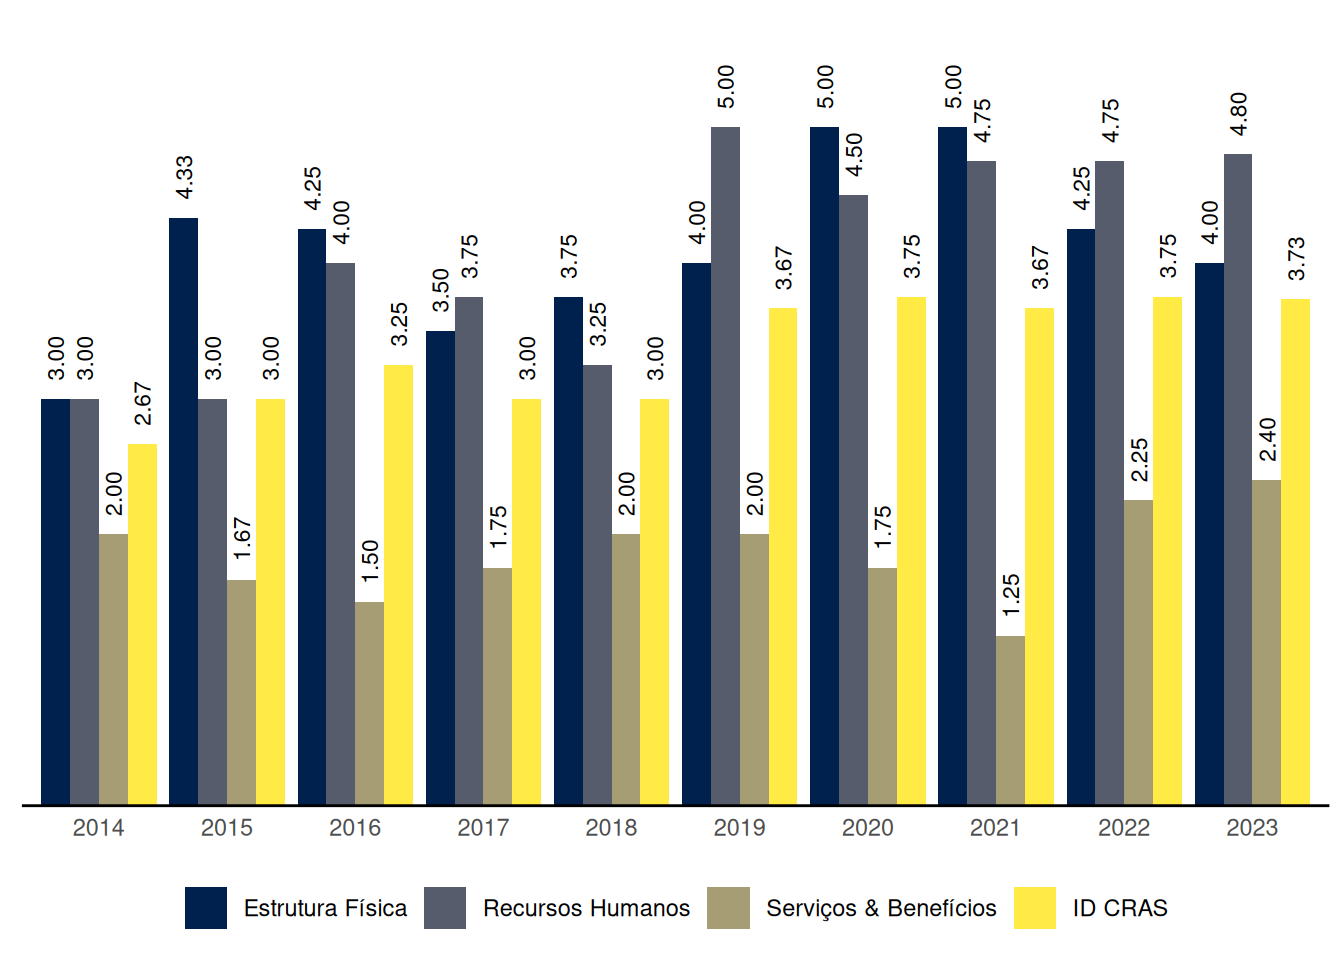 3.00 3.00 2.00 2.67
4.33 3.00 1.67 3.00
4.25 4.00 1.50 3.25
3.50 3.75 1.75 3.00
3.75 3.25 2.00 3.00
4.00 5.00 2.00 3.67
5.00 4.50 1.75 3.75
5.00 4.75 1.25 3.67
4.25 4.75 2.25 3.75
4.00 4.80 2.40 3.73
2014 2015 2016 2017 2018 2019 2020 2021 2022 2023
Estrutura Física Recursos Humanos Serviços & Benefícios ID CRAS